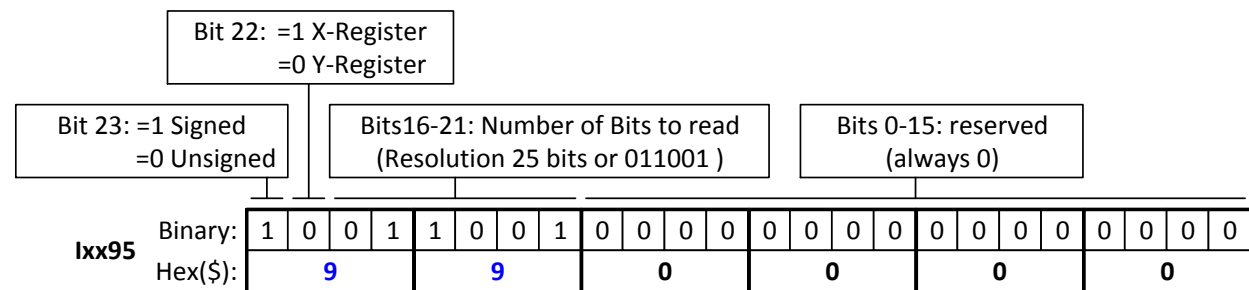 Bit 22: =1 X-Register
=0 Y-Register
Bit 23: =1 Signed
=0 Unsigned
Bits16-21: Number of Bits to read
(Resolution 25 bits or 011001 )
Bits 0-15: reserved
(always 0)
Ixx95
Binary: 1 0 0 1 1 0 0 1 0 0 0 0 0 0 0 0 0 0 0 0 0 0 0 0
Hex($): 9 9 0 0 0 0